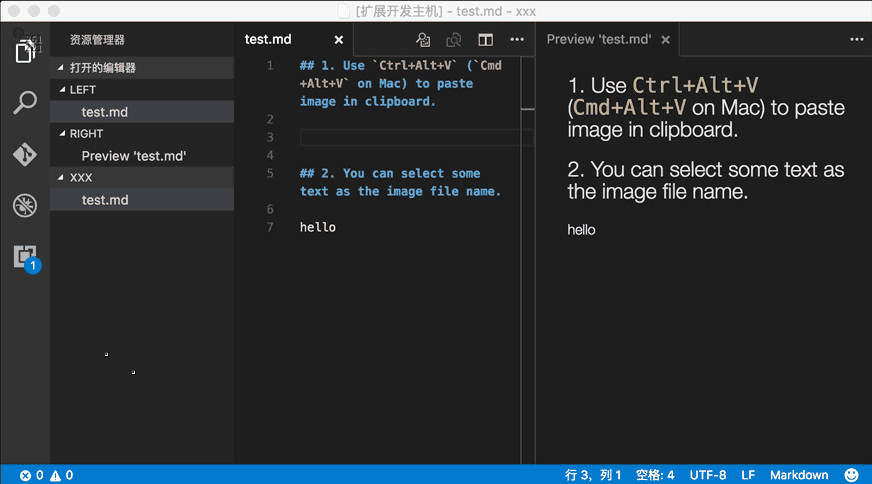 [扩展开发主机] - test.md - xxx
资源管理器
打开的编辑器
LEFT
test.md
RIGHT
Preview 'test.md'
XXX
test.md
1
test.md
1 ## 1. Use `Ctrl+Alt+V` (`Cmd
+Alt+V` on Mac) to paste
image in clipboard.
2
3
4
5 ## 2. You can select some
text as the image file name.
6
7 hello
Preview 'test.md'
1. Use Ctrl+Alt+V
(Cmd+Alt+V on Mac) to paste
image in clipboard.
2. You can select some text as
the image file name.
hello
0 0 行 3，列 1 空格: 4 UTF-8 LF Markdown